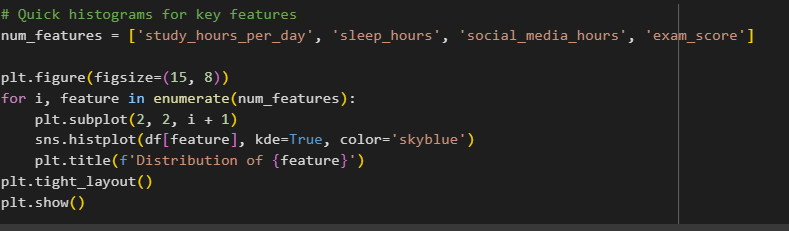 # Quick histograms for key features
num_features = ['study_hours_per_day', 'sleep_hours', 'social_media_hours', 'exam_score']

plt.figure(figsize=(15, 8))
for i, feature in enumerate(num_features):
    plt.subplot(2, 2, i + 1)
    sns.histplot(df[feature], kde=True, color='skyblue')
    plt.title(f'Distribution of {feature}')
plt.tight_layout()
plt.show()